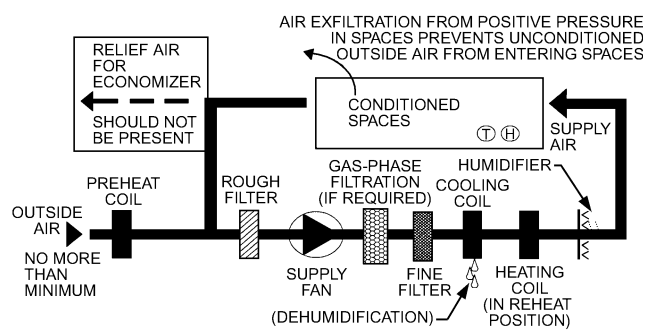 AIR EXFILTRATION FROM POSITIVE PRESSURE
IN SPACES PREVENTS UNCONDITIONED
OUTSIDE AIR FROM ENTERING SPACES
RELIEF AIR
FOR
ECONOMIZER
SHOULD NOT
BE PRESENT
CONDITIONED
SPACES
T H
SUPPLY
AIR
PREHEAT
COIL
ROUGH
FILTER
GAS-PHASE
FILTRATION
(IF REQUIRED)
COOLING
COIL
HUMIDIFIER
OUTSIDE
AIR
NO MORE
THAN
MINIMUM
SUPPLY
FAN
FINE
FILTER
HEATING
COIL
(IN REHEAT
POSITION)
(DEHUMIDIFICATION)